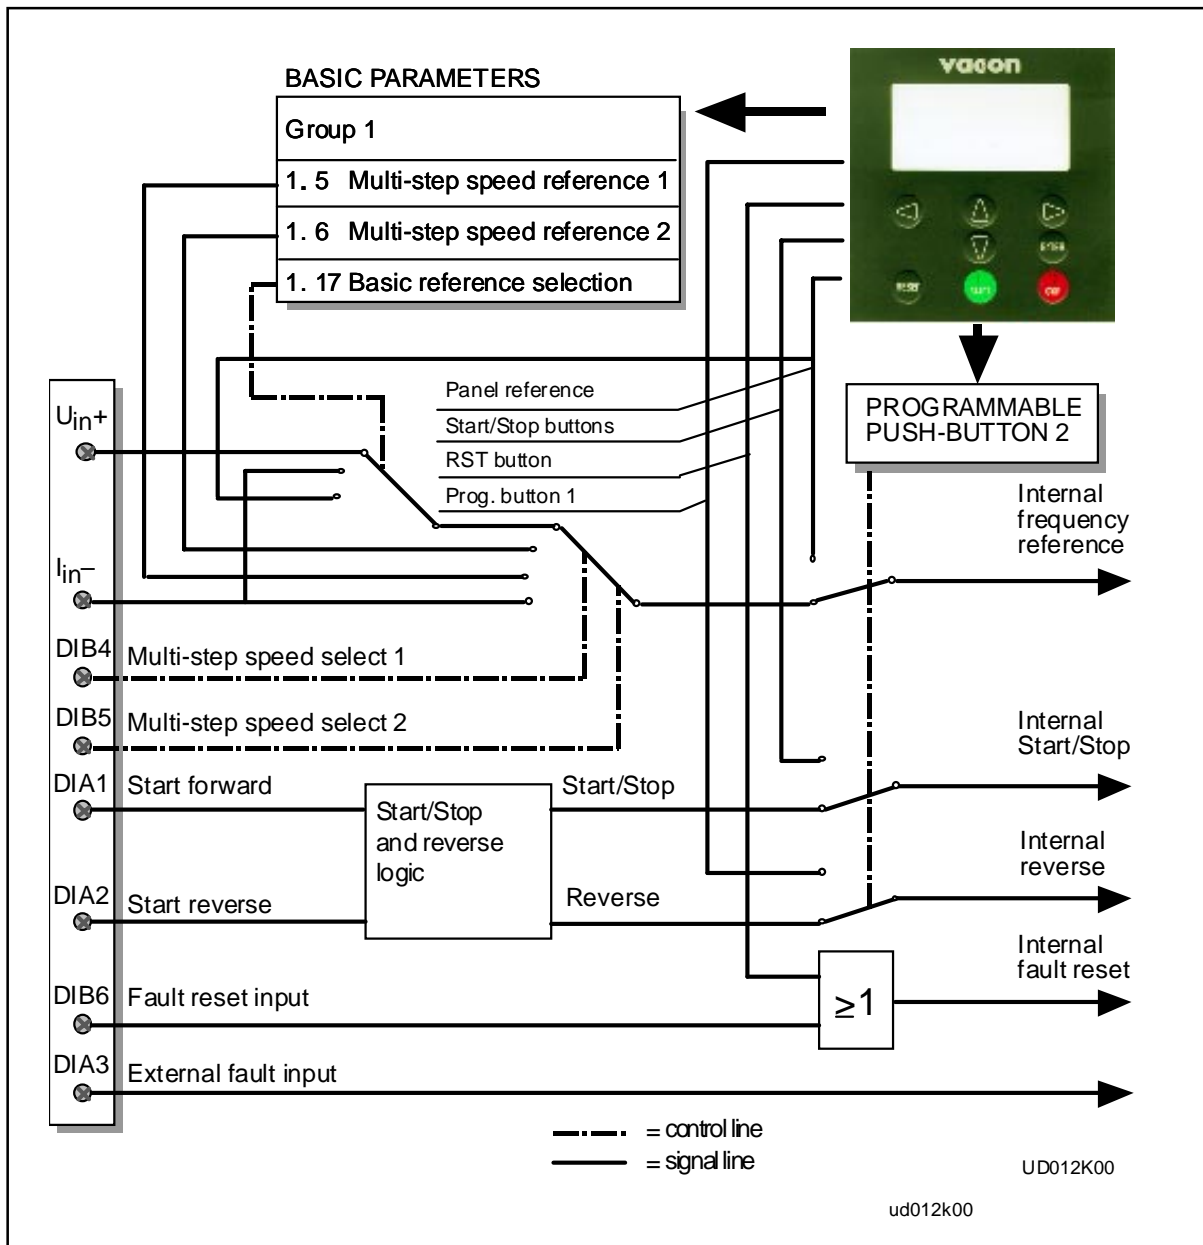 vacon
BASIC PARAMETERS
Group 1
1. 5 Multi-step speed reference 1
1. 6 Multi-step speed reference 2
1. 17 Basic reference selection
ENTER
RESET
START
STOP
Panel reference
Start/Stop buttons
RST button
Prog. button 1
PROGRAMMABLE
PUSH-BUTTON 2
Uin+
Iin–
Internal
frequency
reference
DIB4 Multi-step speed select 1
DIB5 Multi-step speed select 2
Internal
Start/Stop
DIA1 Start forward
Start/Stop
and reverse
logic
Start/Stop
Internal
reverse
DIA2 Start reverse
Reverse
Internal
fault reset
DIB6 Fault reset input
≥1
DIA3 External fault input
= control line
= signal line
UD012K00
ud012k00